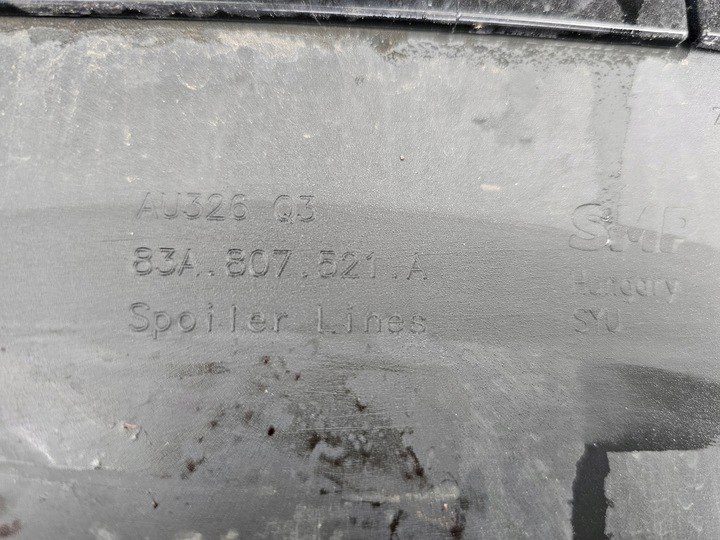 AU326 Q3
83A.807.521.A
Spoiler Lines
SMP
Hungary
SYU